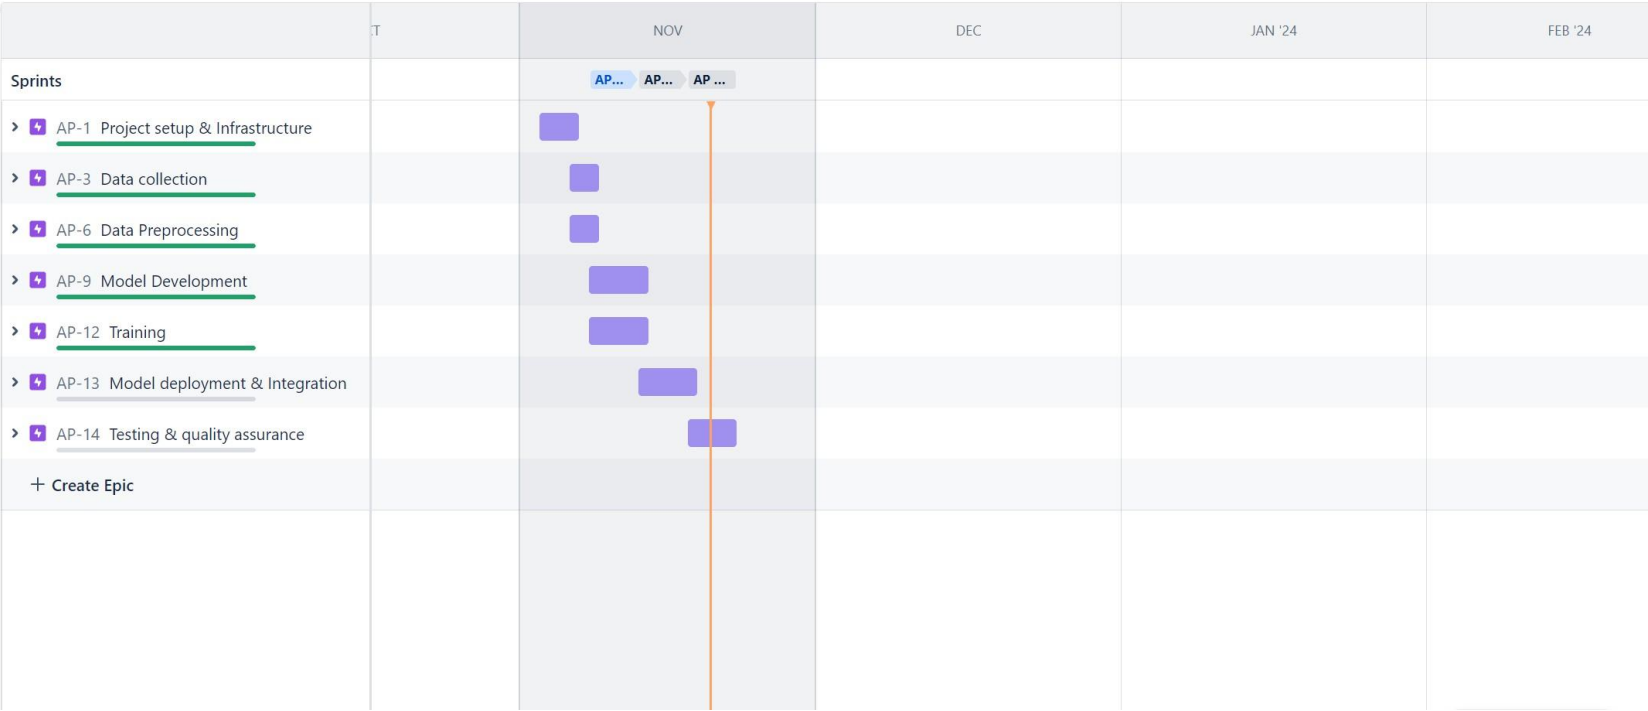 NOV DEC JAN '24 FEB '24
Sprints AP... AP... AP ...
AP-1 Project setup & Infrastructure
AP-3 Data collection
AP-6 Data Preprocessing
AP-9 Model Development
AP-12 Training
AP-13 Model deployment & Integration
AP-14 Testing & quality assurance
+ Create Epic